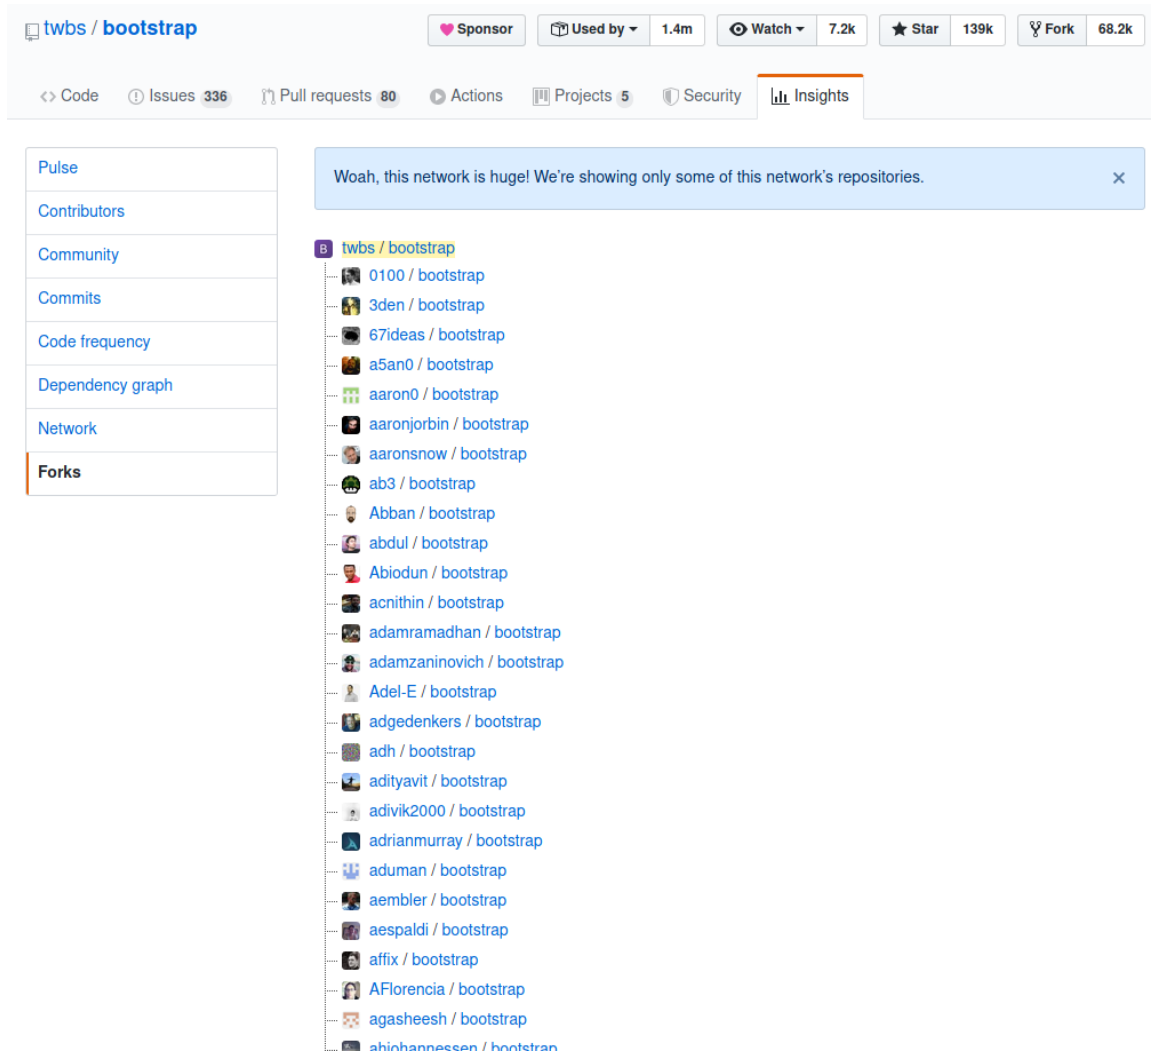 twbs / bootstrap
Sponsor Used by 1.4m Watch 7.2k Star 139k Fork 68.2k
Code Issues 336 Pull requests 80 Actions Projects 5 Security Insights
Pulse
Contributors
Community
Commits
Code frequency
Dependency graph
Network
Forks
Woah, this network is huge! We’re showing only some of this network’s repositories. ×
B twbs / bootstrap
0100 / bootstrap
3den / bootstrap
67ideas / bootstrap
a5an0 / bootstrap
aaron0 / bootstrap
aaronjorbin / bootstrap
aaronsnow / bootstrap
ab3 / bootstrap
Abban / bootstrap
abdul / bootstrap
Abiodun / bootstrap
acnithin / bootstrap
adamramadhan / bootstrap
adamzaninovich / bootstrap
Adel-E / bootstrap
adgedenkers / bootstrap
adh / bootstrap
adityavit / bootstrap
adivik2000 / bootstrap
adrianmurray / bootstrap
aduman / bootstrap
aembler / bootstrap
aespaldi / bootstrap
affix / bootstrap
AFlorencia / bootstrap
agasheesh / bootstrap
ahjohannessen / bootstrap